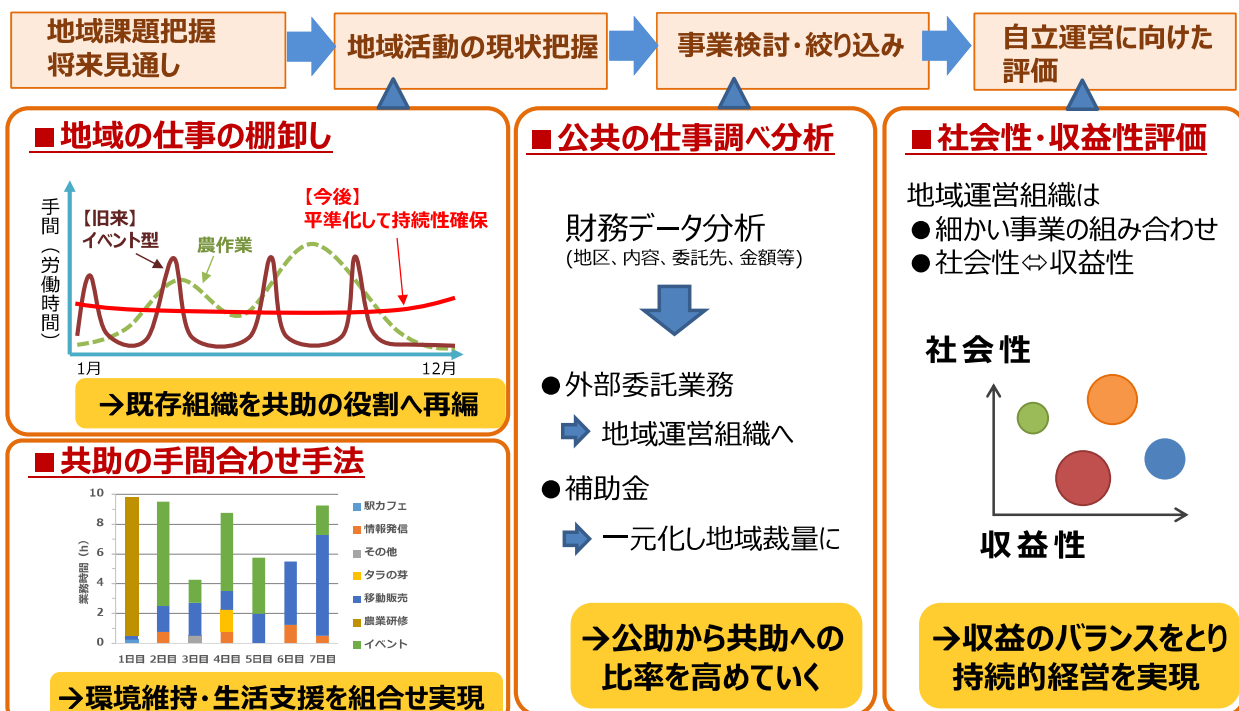 地域課題把握
将来見通し
地域活動の現状把握
事業検討・絞り込み
自立運営に向けた
評価
■地域の仕事の棚卸し
手間（労働時間）
【旧来】
イベント型
農作業
【今後】
平準化して持続性確保
1月
12月
→既存組織を共助の役割へ再編
■共助の手間合わせ手法
業務時間（h）
10
8
6
4
2
0
1日目 2日目 3日目 4日目 5日目 6日目 7日目
駅カフェ
情報発信
その他
タラの芽
移動販売
農業研修
イベント
→環境維持・生活支援を組合せ実現
■公共の仕事調べ分析
財務データ分析
(地区、内容、委託先、金額等)
●外部委託業務
地域運営組織へ
●補助金
一元化し地域裁量に
→公助から共助への
比率を高めていく
■社会性・収益性評価
地域運営組織は
●細かい事業の組み合わせ
●社会性⇔収益性
社会性
収益性
→収益のバランスをとり
持続的経営を実現